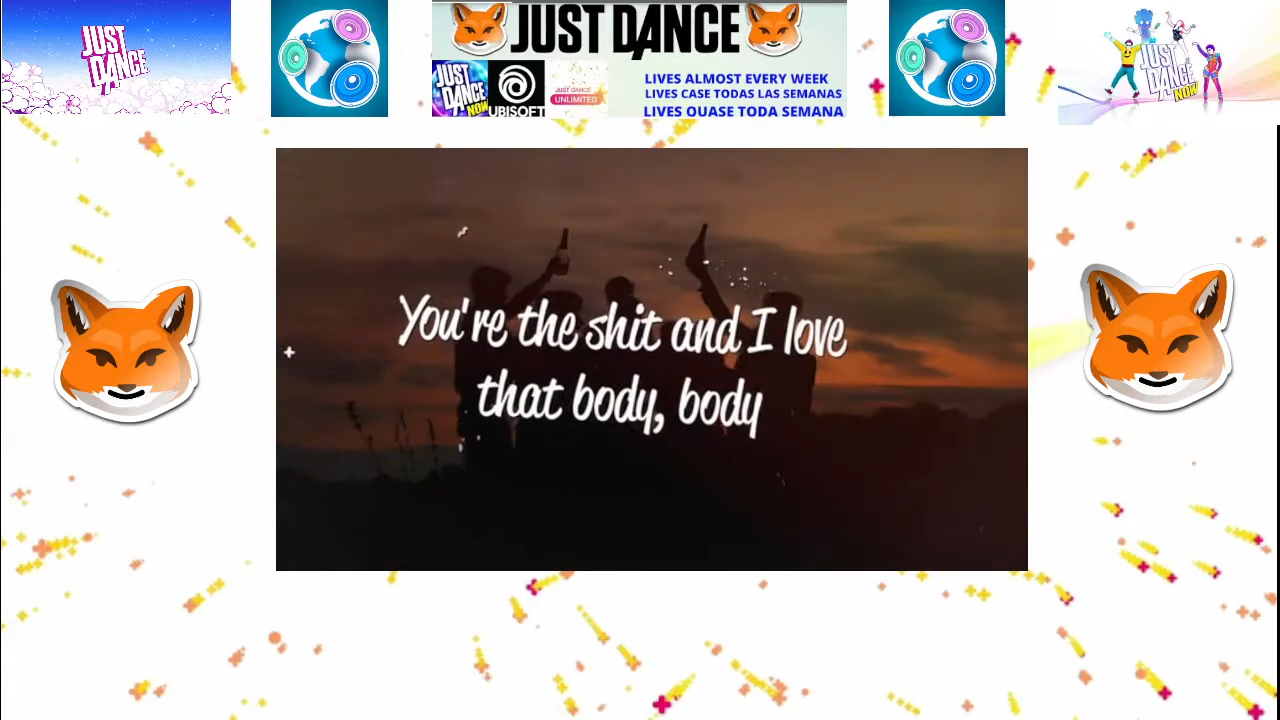 JUST DANCE
JUST
DANCE
JUST
DANCE
NOW
UBISOFT
JUST DANCE
UNLIMITED
LIVES ALMOST EVERY WEEK
LIVES CASE TODAS LAS SEMANAS
LIVES QUASE TODA SEMANA
JUST
DANCE
NOW
You're the shit and I love
that body, body